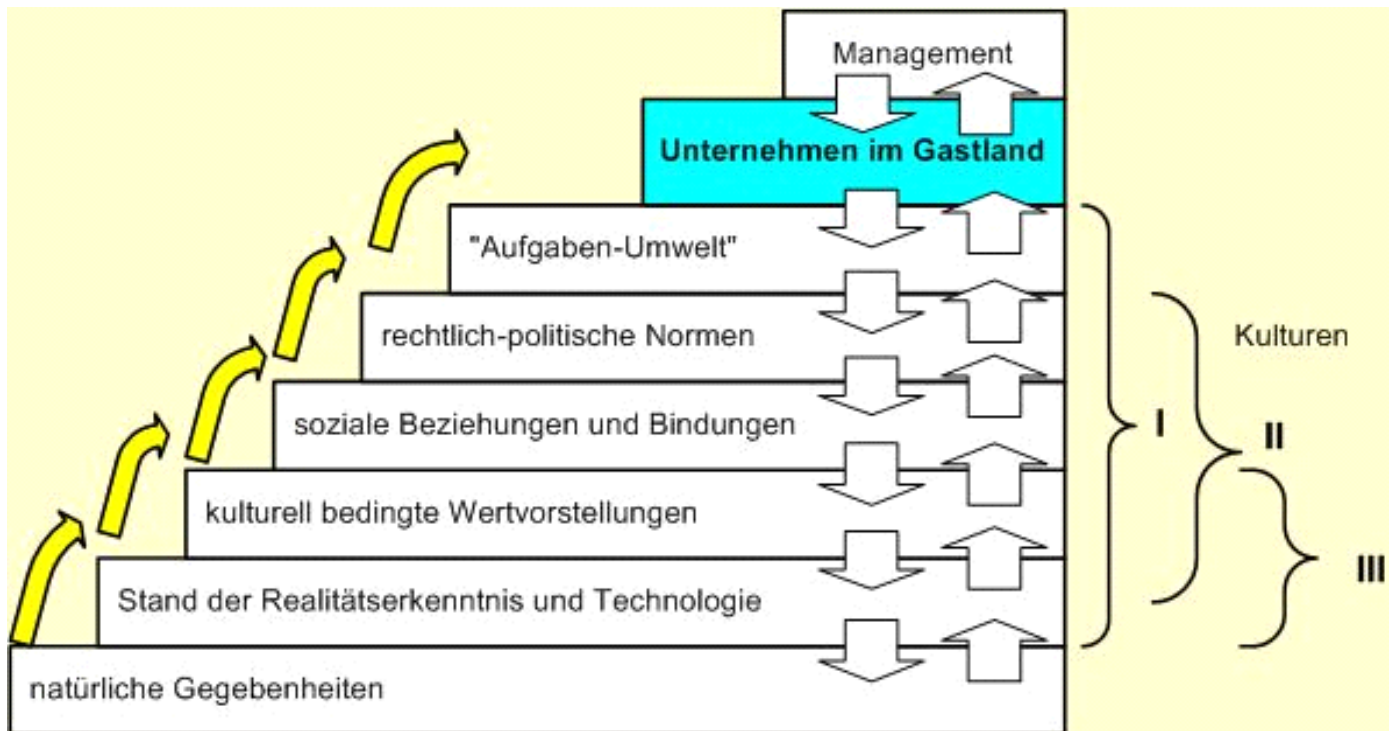 Management
Unternehmen im Gastland
"Aufgaben-Umwelt"
rechtlich-politische Normen
Kulturen
soziale Beziehungen und Bindungen
I
II
kulturell bedingte Wertvorstellungen
III
Stand der Realitätserkenntnis und Technologie
natürliche Gegebenheiten